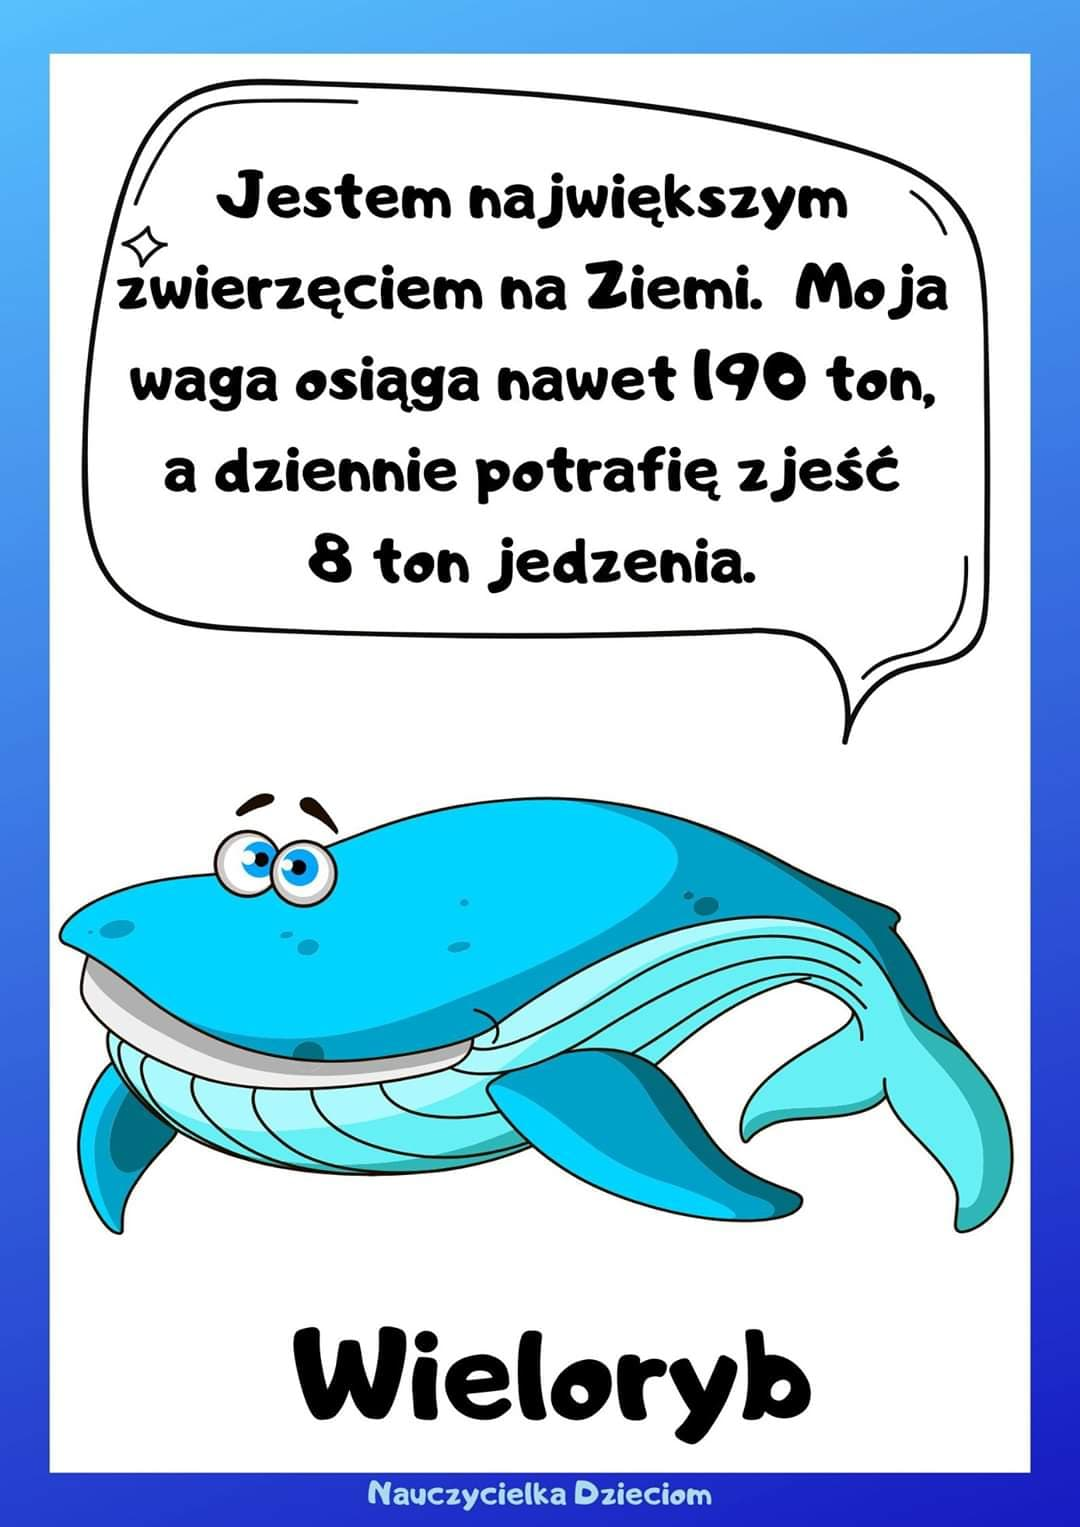 Jestem największym
zwierzęciem na Ziemi. Moja
waga osiąga nawet 190 ton,
a dziennie potrafię zjeść
8 ton jedzenia.
Wieloryb
Nauczycielka Dzieciom